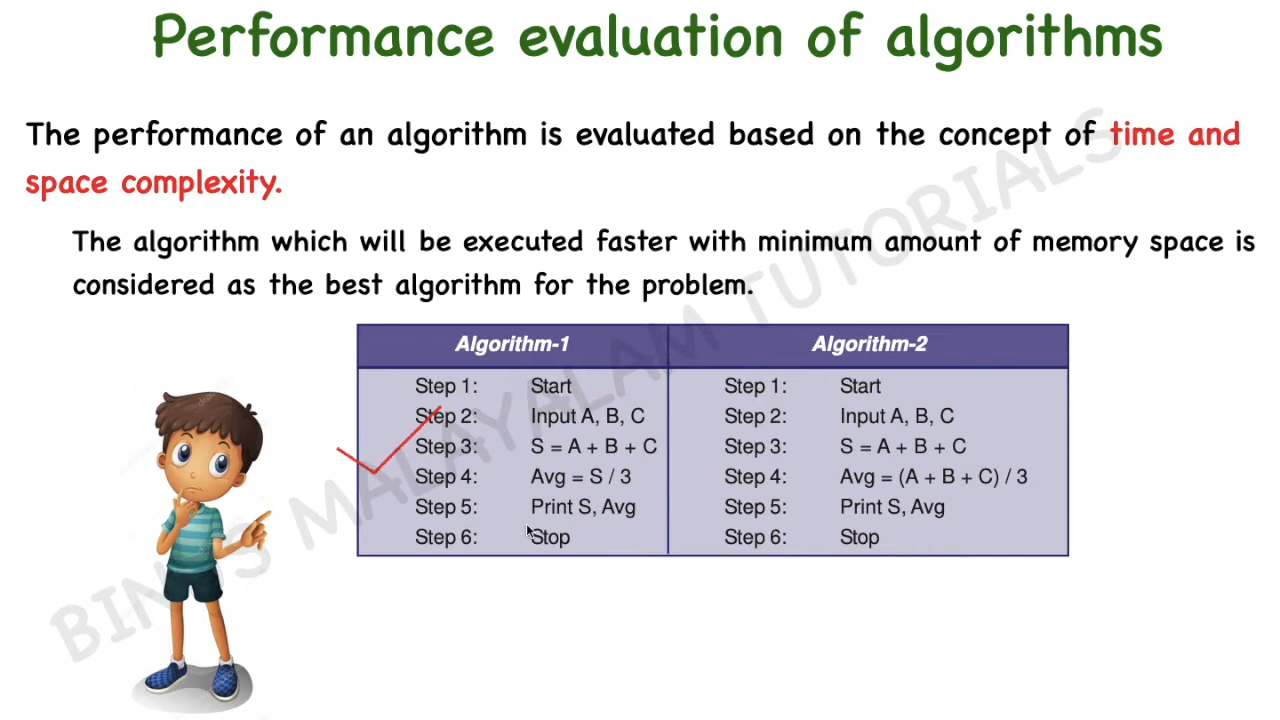 Performance evaluation of algorithms
The performance of an algorithm is evaluated based on the concept of time and
space complexity.
The algorithm which will be executed faster with minimum amount of memory space is
considered as the best algorithm for the problem.
Algorithm-1
Step 1: Start
Step 2: Input A, B, C
Step 3: S = A + B + C
Step 4: Avg = S / 3
Step 5: Print S, Avg
Step 6: Stop
Algorithm-2
Step 1: Start
Step 2: Input A, B, C
Step 3: S = A + B + C
Step 4: Avg = (A + B + C) / 3
Step 5: Print S, Avg
Step 6: Stop
MALAYALAM TUTORIALS